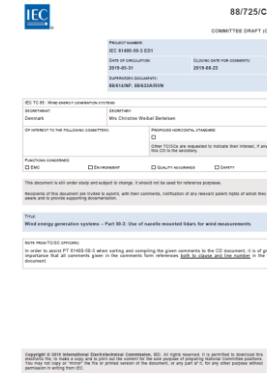 IEC
88/725/C
COMMITTEE DRAFT (C
PROJECT NUMBER:
IEC 61400-50-3 ED1
DATE OF CIRCULATION:
2019-05-31
CLOSING DATE FOR COMMENTS:
2019-08-23
SUPERSEDES DOCUMENTS:
IEC TC 88: WIND ENERGY GENERATION SYSTEMS
SECRETARIAT:
Denmark
SECRETARY:
Mrs Christine Weibøl Bertelsen
OF INTEREST TO THE FOLLOWING COMMITTEES:
PROPOSED HORIZONTAL STANDARD:
Other TC/SCs are requested to indicate their interest, if any
this CD to the secretary.
FUNCTIONS CONCERNED:
EMC
ENVIRONMENT
QUALITY ASSURANCE
SAFETY
This document is still under study and subject to change. It should not be used for reference purposes.
Recipients of this document are invited to submit, with their comments, notification of any relevant patent rights of which they
aware and to provide supporting documentation.
TITLE:
Wind energy generation systems – Part 50-3: Use of nacelle mounted lidars for wind measurements
NOTE FROM TC/SC OFFICERS:
In order to assist PT 61400-50-3 when sorting and compiling the given comments to the CD document, it is of gr
importance that all comments given in the comments form references both to clause and line number in the
document.
Copyright © 2019 International Electrotechnical Commission, IEC. All rights reserved. It is permitted to download this
electronic file, to make a copy and to print out the content for the sole purpose of preparing National Committee positions.
You may not copy or "mirror" the file or printed version of the document, or any part of it, for any other purpose without
permission in writing from IEC.